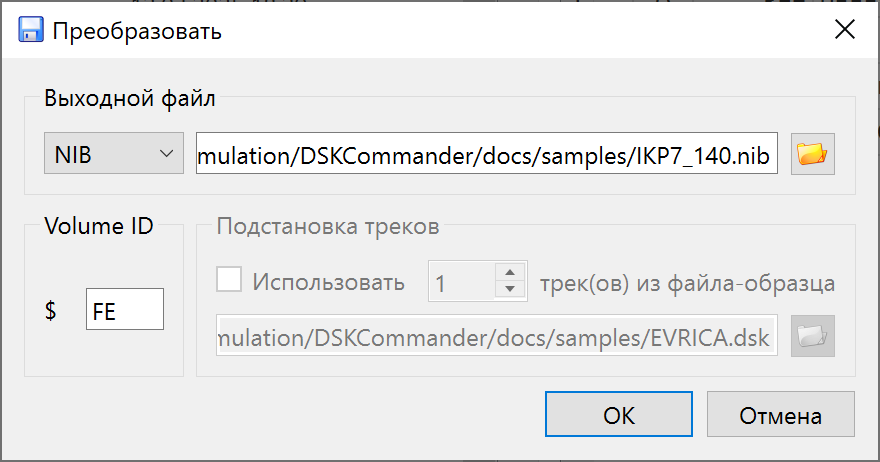 Преобразовать
Выходной файл
NIB
mulation/DSKCommander/docs/samples/IKP7_140.nib
Volume ID
$ FE
Подстановка треков
Использовать 1 трек(ов) из файла-образца
mulation/DSKCommander/docs/samples/EVRICA.dsk
OK
Отмена